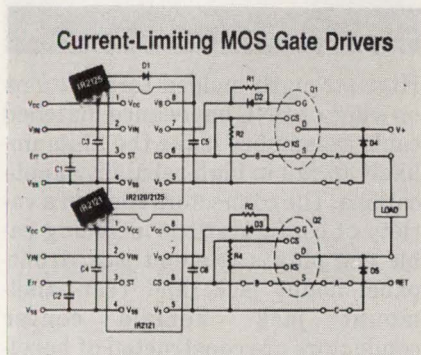 Current-Limiting MOS Gate Drivers
IR2125
D1
R1
D2
Q1
G
D
CS
KS
S
D4
V+
VCC 1 VCC VB 8
VIN 2 VIN VO 7
Err 3 ST CS 6
VSS 4 VSS VS 5
C3
C1
C5
R2
B
A
C
IR2120/2125
LOAD
IR2121
R2
D3
Q2
G
D
CS
KS
S
D5
RET
VCC 1 VCC VCC 8
VIN 2 VIN VO 7
Err 3 ST CS 6
VSS 4 VSS VS 5
C4
C2
C6
R4
B
A
C
IR2121